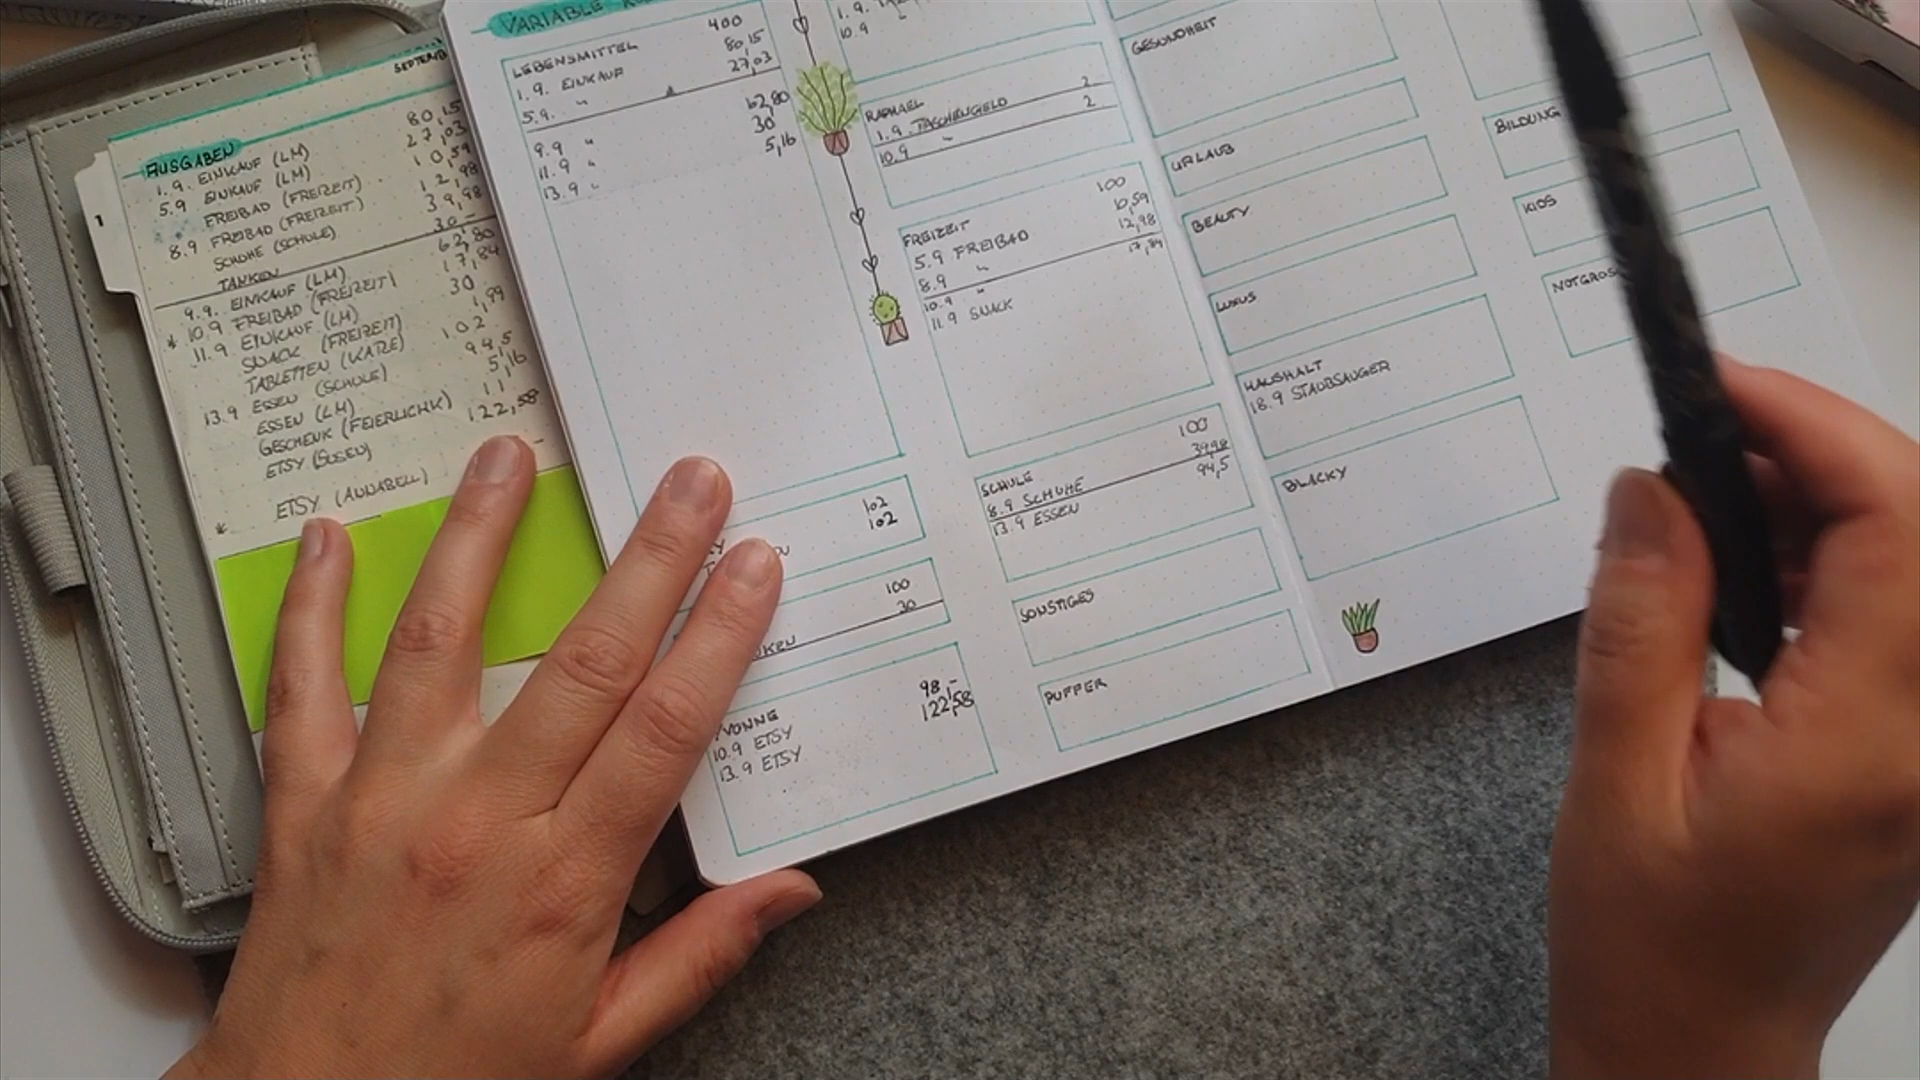 SEPTEMB
AUSGABEN
1.9. EINKAUF (LM) 80,15
5.9 EINKAUF (LM) 27,03
FREIBAD (FREIZEIT) 10,59
8.9 FREIBAD (FREIZEIT) 12,98
SCHUHE (SCHULE) 39,98
TANKEN 30,-
9.9. EINKAUF (LM) 62,80
* 10.9 FREIBAD (FREIZEIT) 17,84
11.9 EINKAUF (LM) 30
SNACK (FREIZEIT) 1,99
TABLETTEN (KATZE) 102
13.9 ESSEN (SCHULE) 94,5
ESSEN (LM) 5,16
GESCHENK (FEIERLICHK) 11
ETSY 122,58
* ETSY (ANNABELL)
1
VARIABLE
LEBENSMITTEL 400
1.9. EINKAUF 80,15
5.9. " 27,03
9.9 " 62,80
11.9 " 30
13.9 " 5,16
102
102
100
30
YVONNE 98,-
10.9 ETSY 122,58
13.9 ETSY
1.9.
10.9
RAPHAEL
1.9. TASCHENGELD 2
10.9 " 2
FREIZEIT 100
5.9 FREIBAD 10,59
8.9 " 12,98
10.9 " 17,84
11.9 SNACK
SCHULE 100
8.9 SCHUHE 39,98
13.9 ESSEN 94,5
SONSTIGES
PUFFER
GESUNDHEIT
URLAUB
BEAUTY
LUXUS
HAUSHALT
18.9 STAUBSAUGER
BLACKY
BILDUNG
KIDS
NOTGROS